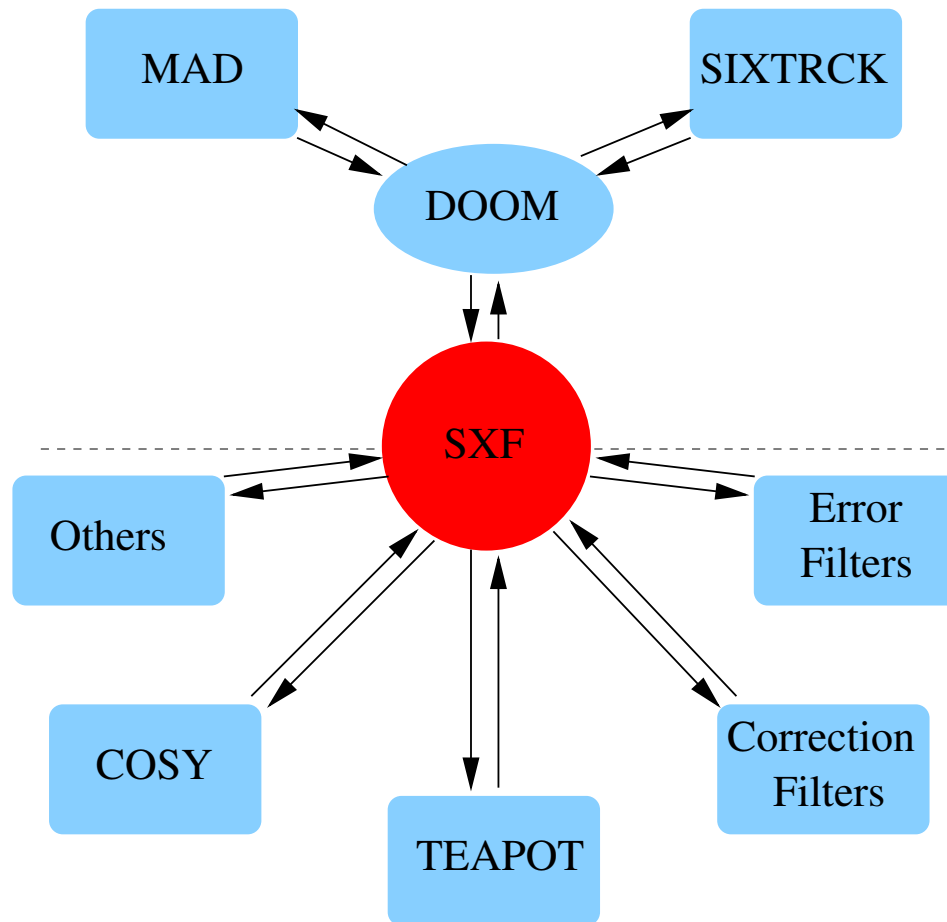 MAD
SIXTRCK
DOOM
SXF
Others
Error
Filters
COSY
Correction
Filters
TEAPOT